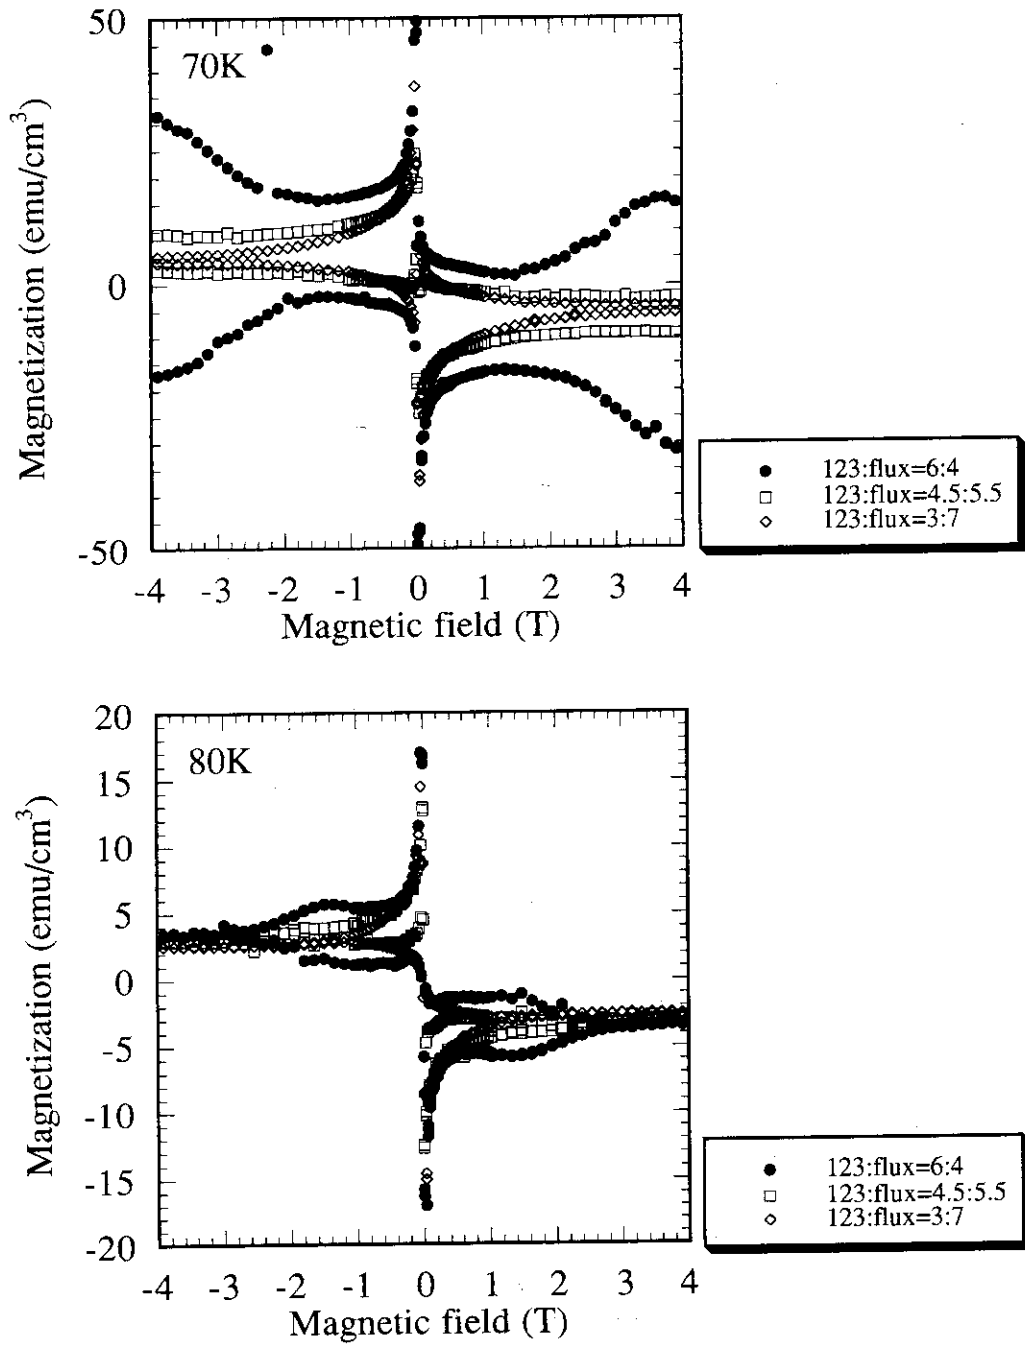 50
0
-50
Magnetization (emu/cm³)
70K
-4 -3 -2 -1 0 1 2 3 4
Magnetic field (T)
123:flux=6:4
123:flux=4.5:5.5
123:flux=3:7
20
15
10
5
0
-5
-10
-15
-20
Magnetization (emu/cm³)
80K
-4 -3 -2 -1 0 1 2 3 4
Magnetic field (T)
123:flux=6:4
123:flux=4.5:5.5
123:flux=3:7